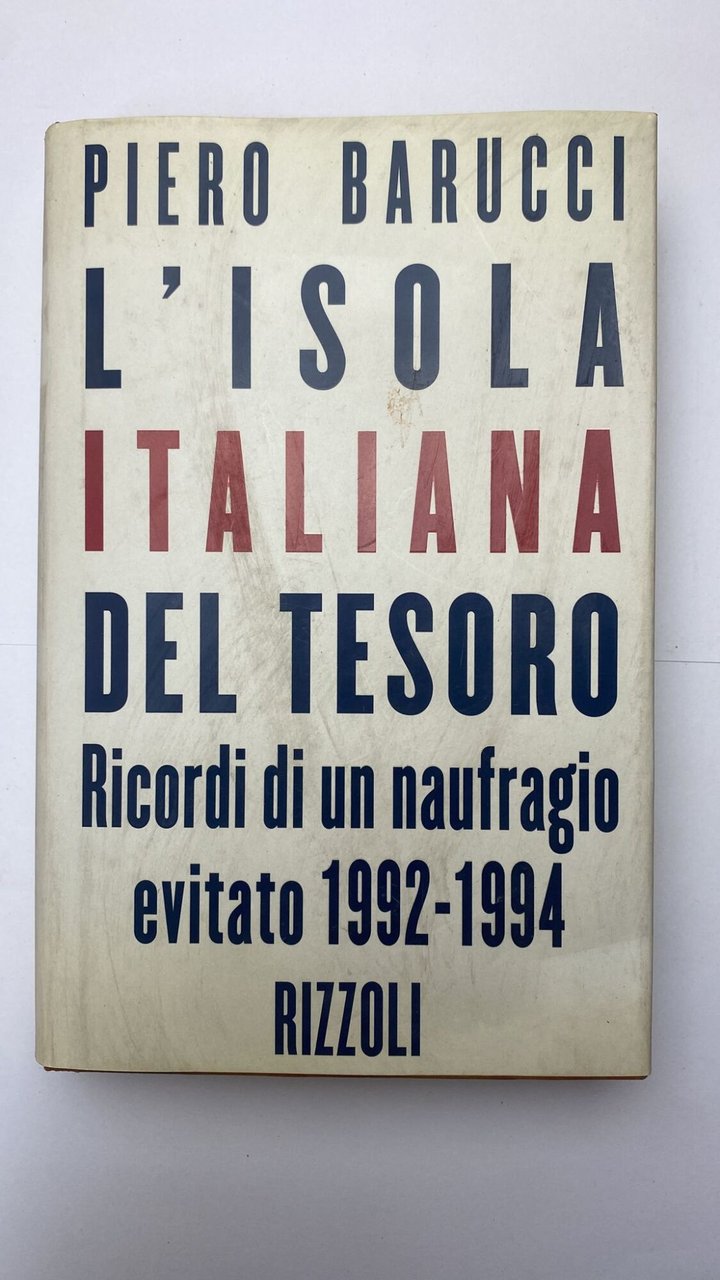 PIERO BARUCCI
L'ISOLA
ITALIANA
DEL TESORO
Ricordi di un naufragio
evitato 1992-1994
RIZZOLI